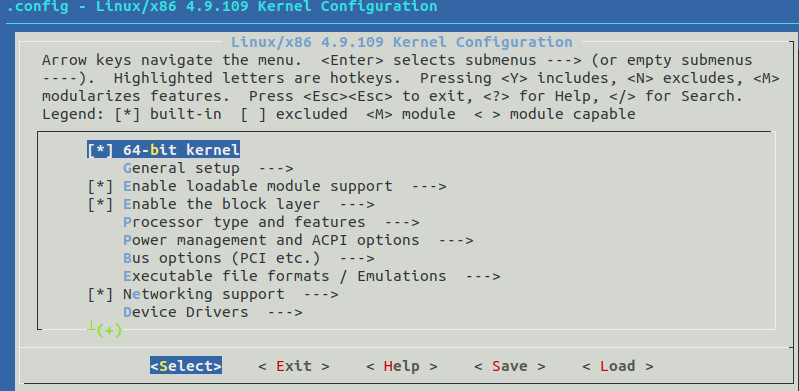 .config - Linux/x86 4.9.109 Kernel Configuration
Linux/x86 4.9.109 Kernel Configuration
Arrow keys navigate the menu.  <Enter> selects submenus ---> (or empty submenus
----).  Highlighted letters are hotkeys.  Pressing <Y> includes, <N> excludes, <M>
modularizes features.  Press <Esc><Esc> to exit, <?> for Help, </> for Search.
Legend: [*] built-in  [ ] excluded  <M> module  < > module capable
[*] 64-bit kernel
General setup  --->
[*] Enable loadable module support  --->
[*] Enable the block layer  --->
Processor type and features  --->
Power management and ACPI options  --->
Bus options (PCI etc.)  --->
Executable file formats / Emulations  --->
[*] Networking support  --->
Device Drivers  --->
(+)
<Select>    < Exit >    < Help >    < Save >    < Load >